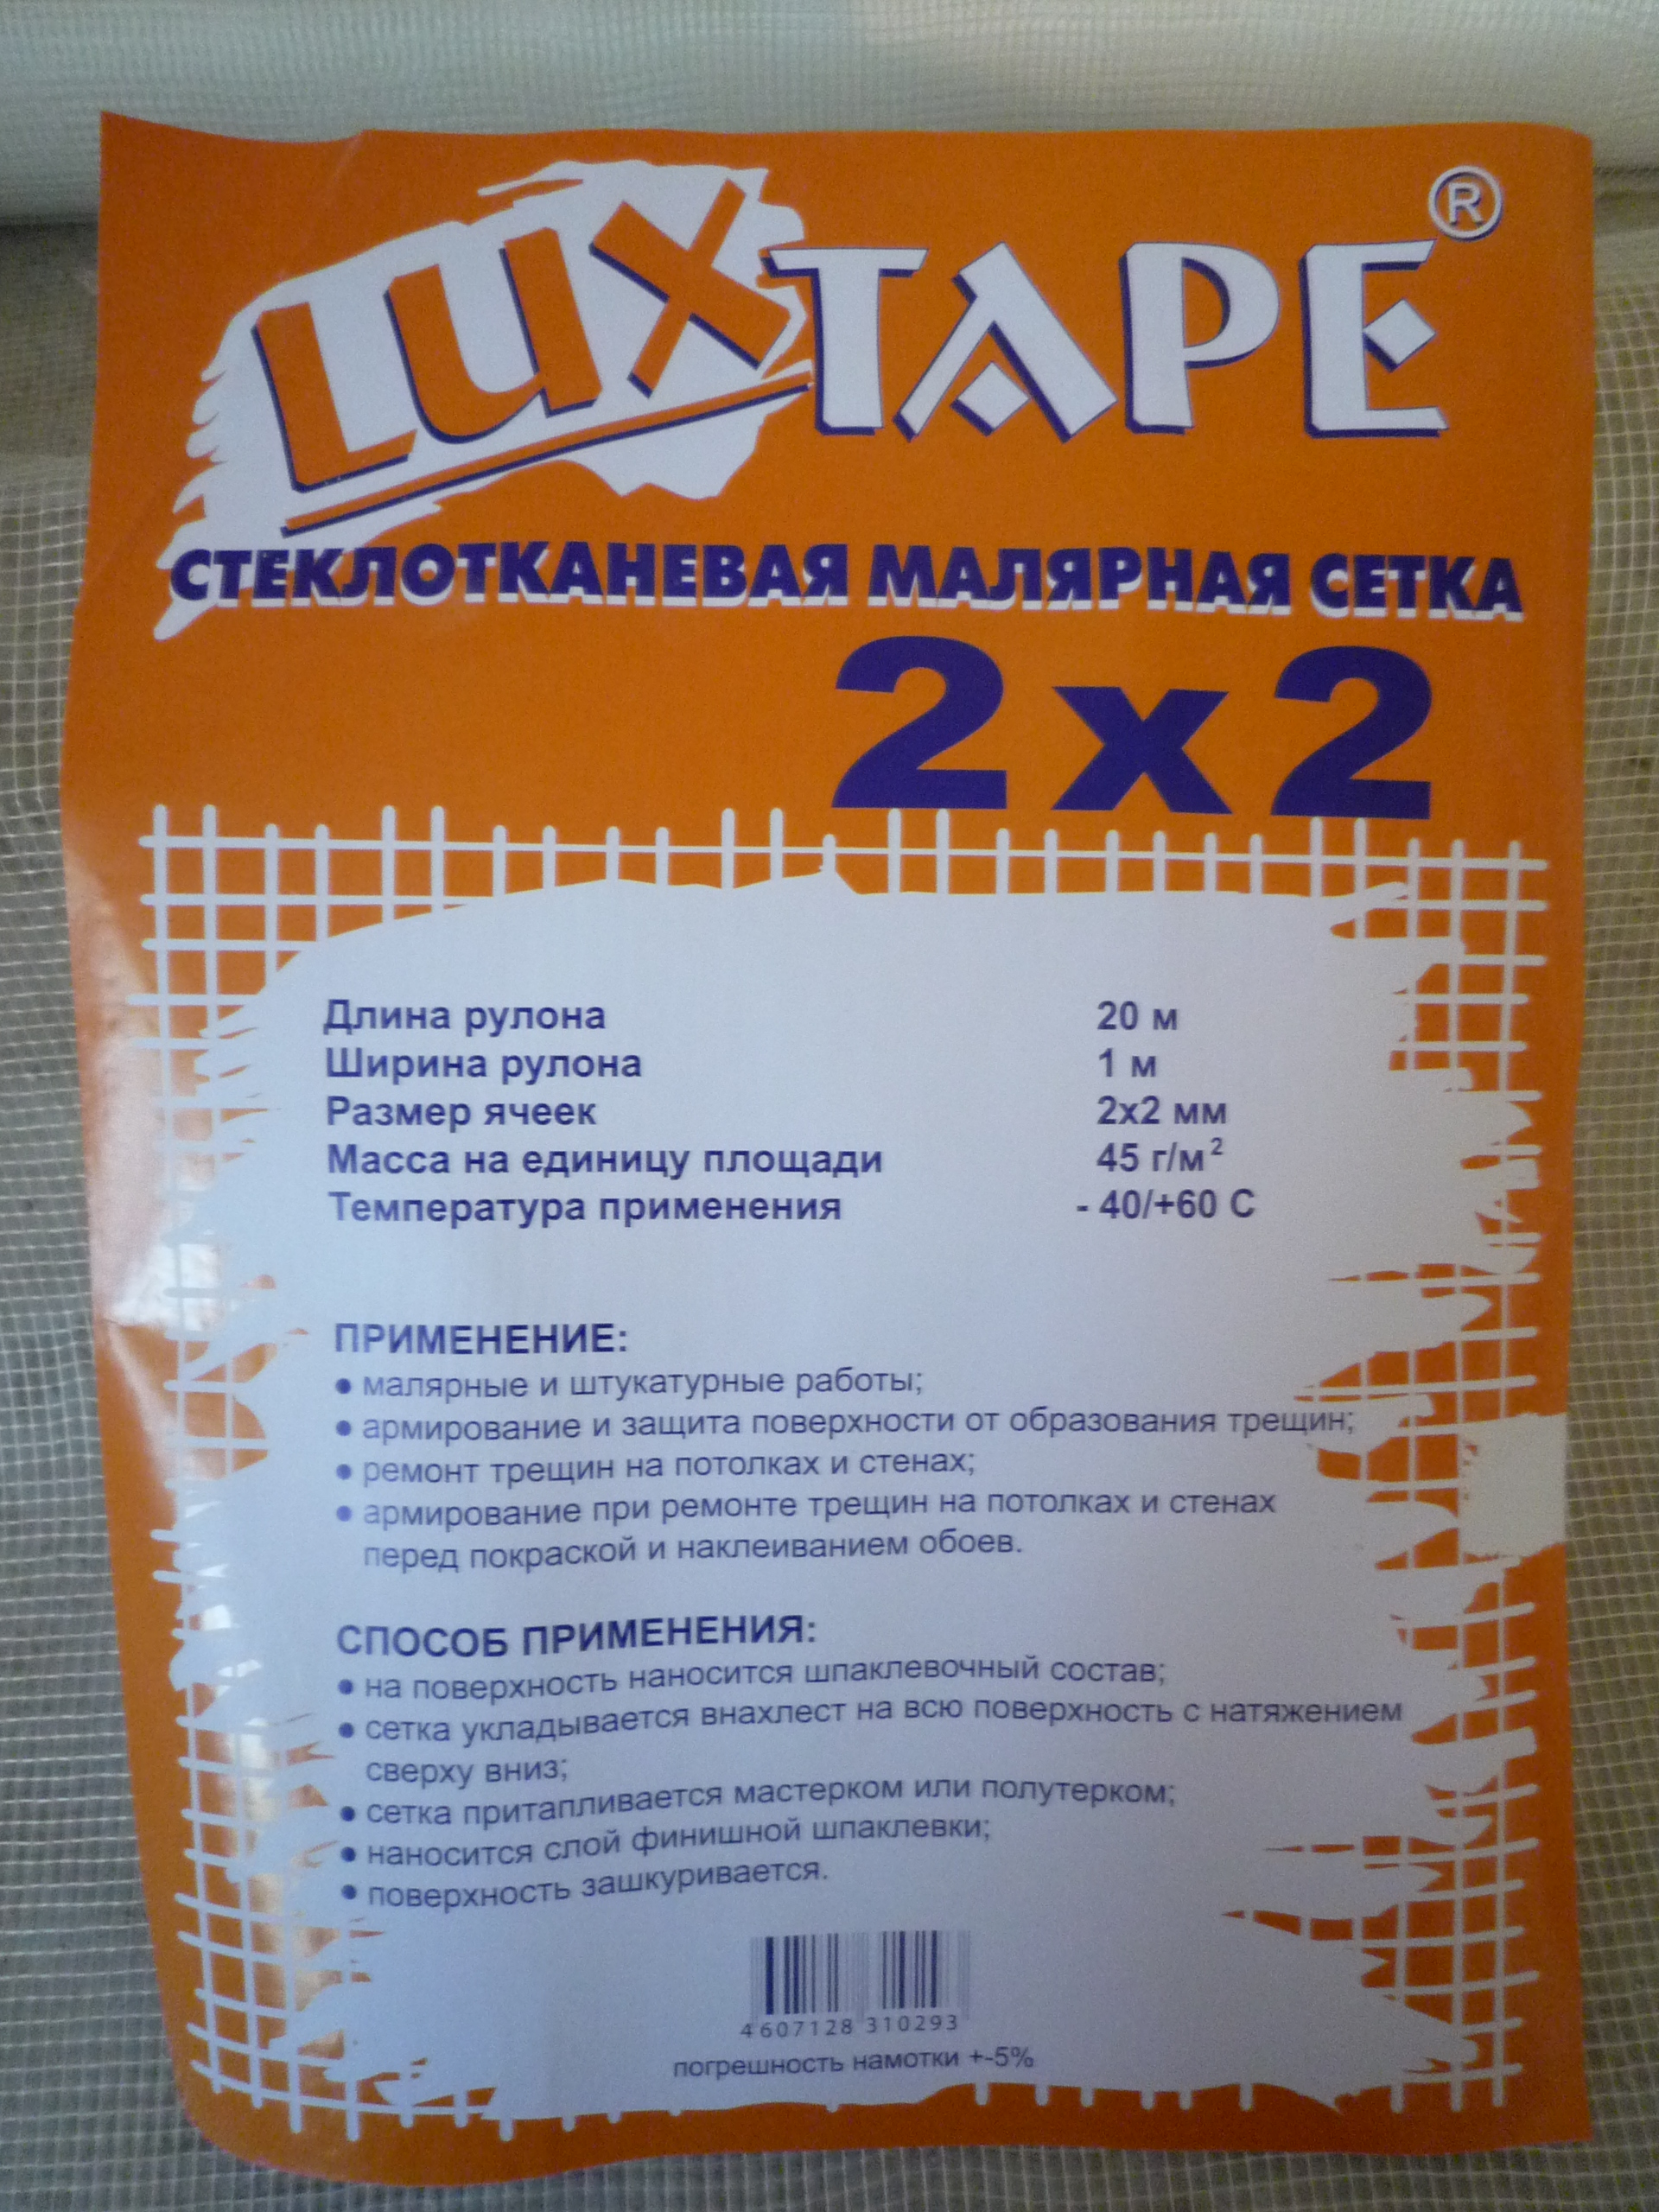 LUXTAPE®
СТЕКЛОТКАНЕВАЯ МАЛЯРНАЯ СЕТКА
2x2
Длина рулона 20 м
Ширина рулона 1 м
Размер ячеек 2x2 мм
Масса на единицу площади 45 г/м²
Температура применения - 40/+60 С
ПРИМЕНЕНИЕ:
• малярные и штукатурные работы;
• армирование и защита поверхности от образования трещин;
• ремонт трещин на потолках и стенах;
• армирование при ремонте трещин на потолках и стенах
перед покраской и наклеиванием обоев.
СПОСОБ ПРИМЕНЕНИЯ:
• на поверхность наносится шпаклевочный состав;
• сетка укладывается внахлест на всю поверхность с натяжением
сверху вниз;
• сетка притапливается мастерком или полутерком;
• наносится слой финишной шпаклевки;
• поверхность зашкуривается.
4 607128 310293
погрешность намотки +-5%